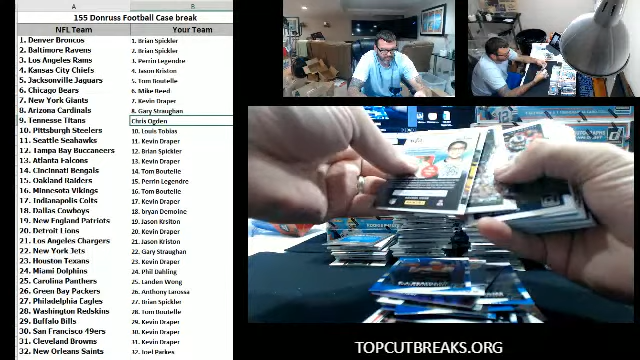 A B
155 Donruss Football Case break
NFL Team Your Team
1. Denver Broncos 1. Brian Spickler
2. Baltimore Ravens 2. Brian Spickler
3. Los Angeles Rams 3. Perrin Legendre
4. Kansas City Chiefs 4. Jason Kriston
5. Jacksonville Jaguars 5. Tom Boutelle
6. Chicago Bears 6. Mike Reed
7. New York Giants 7. Kevin Draper
8. Arizona Cardinals 8. Gary Straughan
9. Tennesse Titans Chris Ogden
10. Pittsburgh Steelers 10. Louis Tobias
11. Seattle Seahawks 11. Kevin Draper
12. Tampa Bay Buccaneers 12. Brian Spickler
13. Atlanta Falcons 13. Kevin Draper
14. Cincinnati Bengals 14. Tom Boutelle
15. Oakland Raiders 15. Perrin Legendre
16. Minnesota Vikings 16. Tom Boutelle
17. Indianapolis Colts 17. Kevin Draper
18. Dallas Cowboys 18. bryan Demoine
19. New England Patriots 19. Jason Kriston
20. Detroit Lions 20. Kevin Draper
21. Los Angeles Chargers 21. Jason Kriston
22. New York Jets 22. Gary Straughan
23. Houston Texans 23. Kevin Draper
24. Miami Dolphins 24. Phil Dahling
25. Carolina Panthers 25. Landen Wong
26. Green Bay Packers 26. Anthony Larossa
27. Philadelphia Eagles 27. Brian Spickler
28. Washington Redskins 28. Tom Boutelle
29. Buffalo Bills 29. Kevin Draper
30. San Francisco 49ers 30. Kevin Draper
31. Cleveland Browns 31. Kevin Draper
32. New Orleans Saints 32. Joel Parkes
TOPCUTBREAKS.ORG